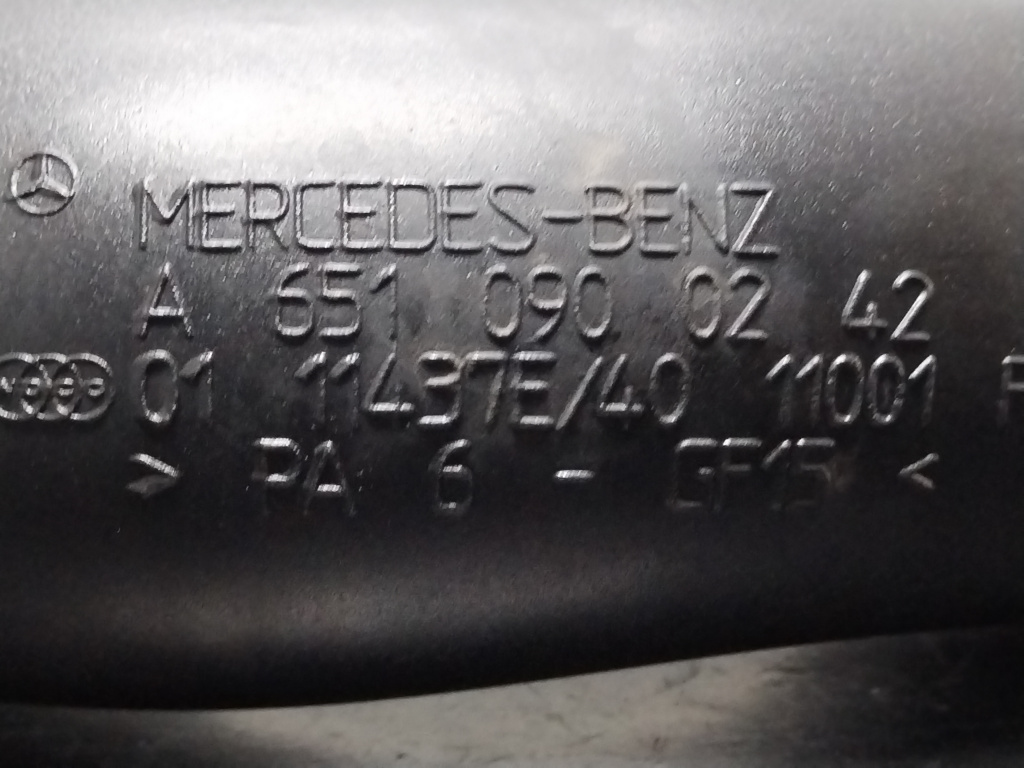 MERCEDES-BENZ
A 651 090 02 42
01 11437E/40 11001
> PA 6 - GF15 <